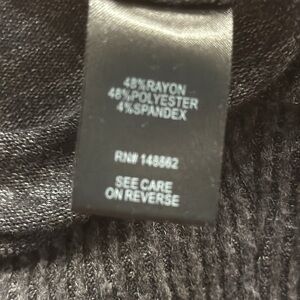 48%RAYON
48%POLYESTER
4%SPANDEX
RN# 148862
SEE CARE
ON REVERSE